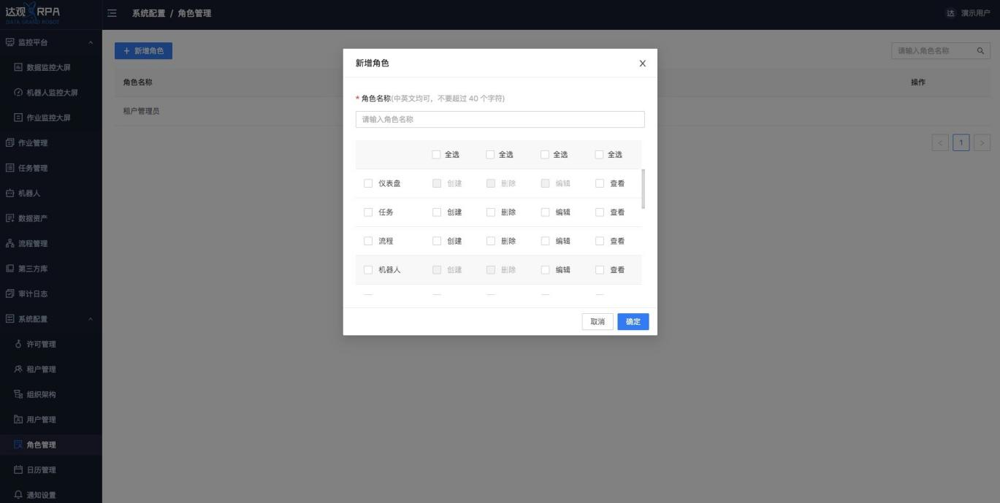 达观 RPA
DATA GRAND ROBOT
系统配置 / 角色管理
达 演示用户
监控平台
数据监控大屏
机器人监控大屏
作业监控大屏
作业管理
任务管理
机器人
数据资产
流程管理
第三方库
审计日志
系统配置
许可管理
租户管理
组织架构
用户管理
角色管理
日历管理
通知设置
+ 新增角色
请输入角色名称
角色名称
操作
租户管理员
< 1 >
新增角色 X
* 角色名称(中英文均可，不要超过 40 个字符)
请输入角色名称
全选 全选 全选 全选
仪表盘 创建 删除 编辑 查看
任务 创建 删除 编辑 查看
流程 创建 删除 编辑 查看
机器人 创建 删除 编辑 查看
取消 确定